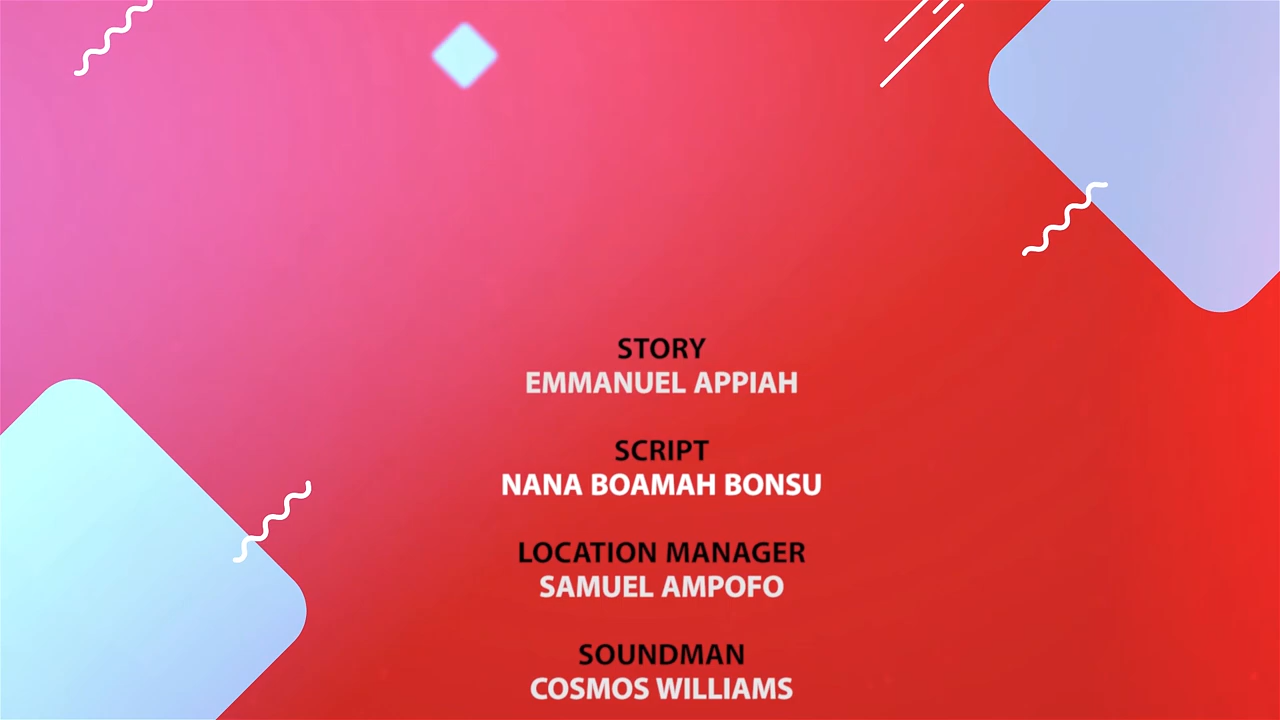 STORY
EMMANUEL APPIAH
SCRIPT
NANA BOAMAH BONSU
LOCATION MANAGER
SAMUEL AMPOFO
SOUNDMAN
COSMOS WILLIAMS